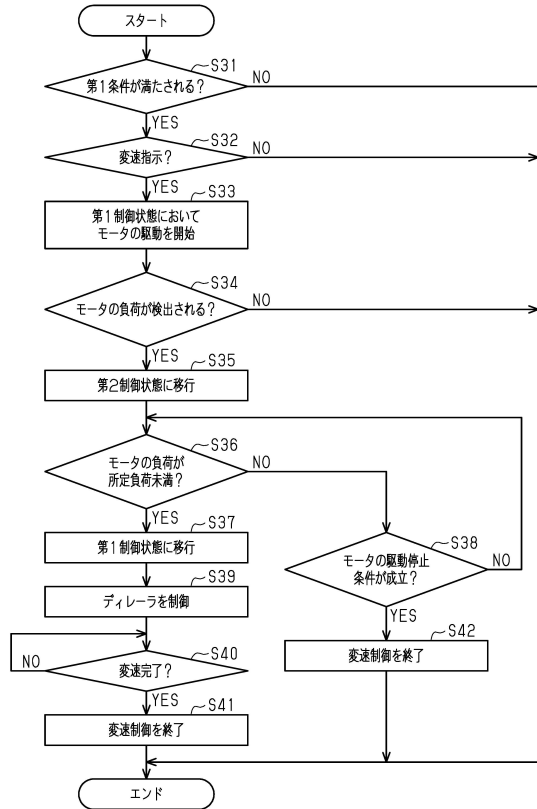 スタート
S31
第1条件が満たされる?
NO
YES
S32
変速指示?
NO
YES
S33
第1制御状態において
モータの駆動を開始
S34
モータの負荷が検出される?
NO
YES
S35
第2制御状態に移行
S36
モータの負荷が
所定負荷未満?
NO
YES
S37
第1制御状態に移行
S38
モータの駆動停止
条件が成立?
NO
YES
S39
ディレーラを制御
S40
変速完了?
NO
YES
S42
変速制御を終了
S41
変速制御を終了
エンド